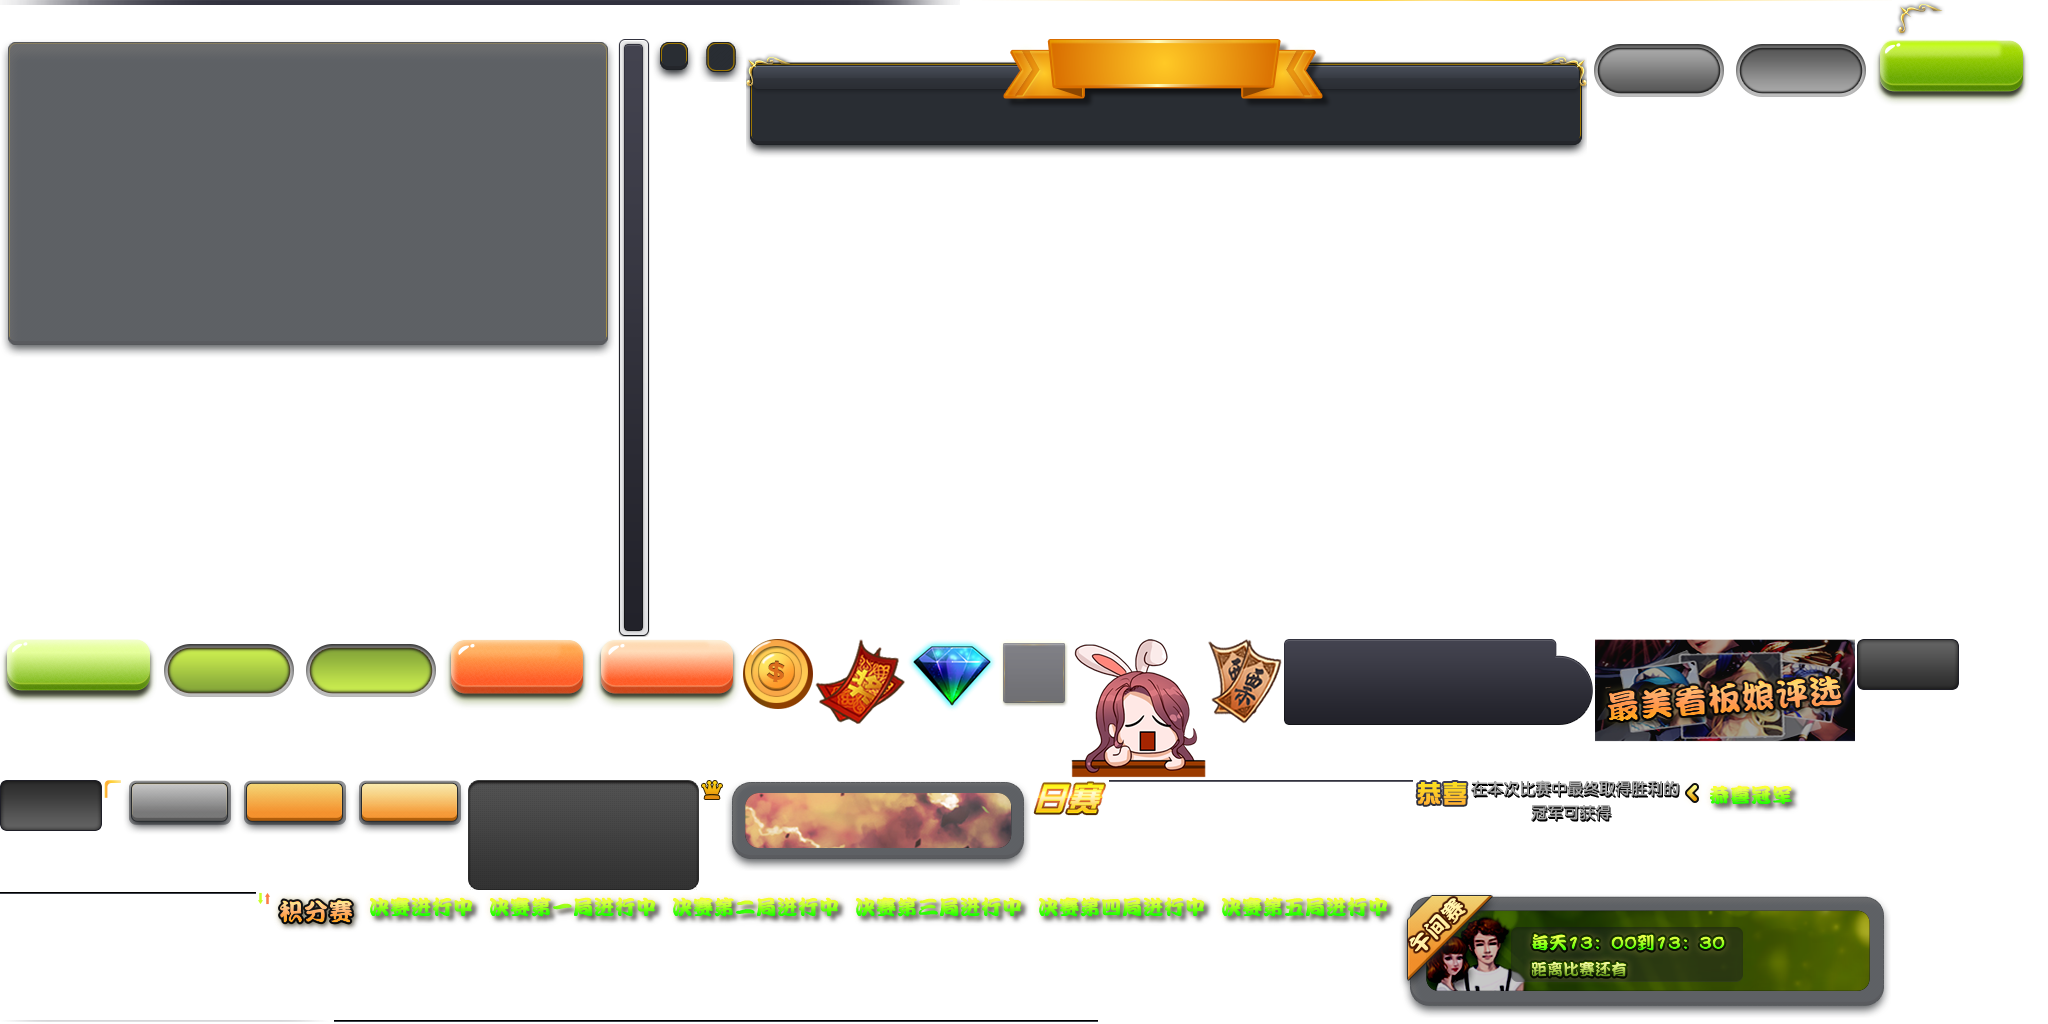 $
奖
最美看板娘评选
日赛
恭喜
在本次比赛中最终取得胜利的
冠军可获得
恭喜冠军
积分赛
决赛进行中
决赛第一局进行中
决赛第二局进行中
决赛第三局进行中
决赛第四局进行中
决赛第五局进行中
午间赛
每天13：00到13：30
距离比赛还有